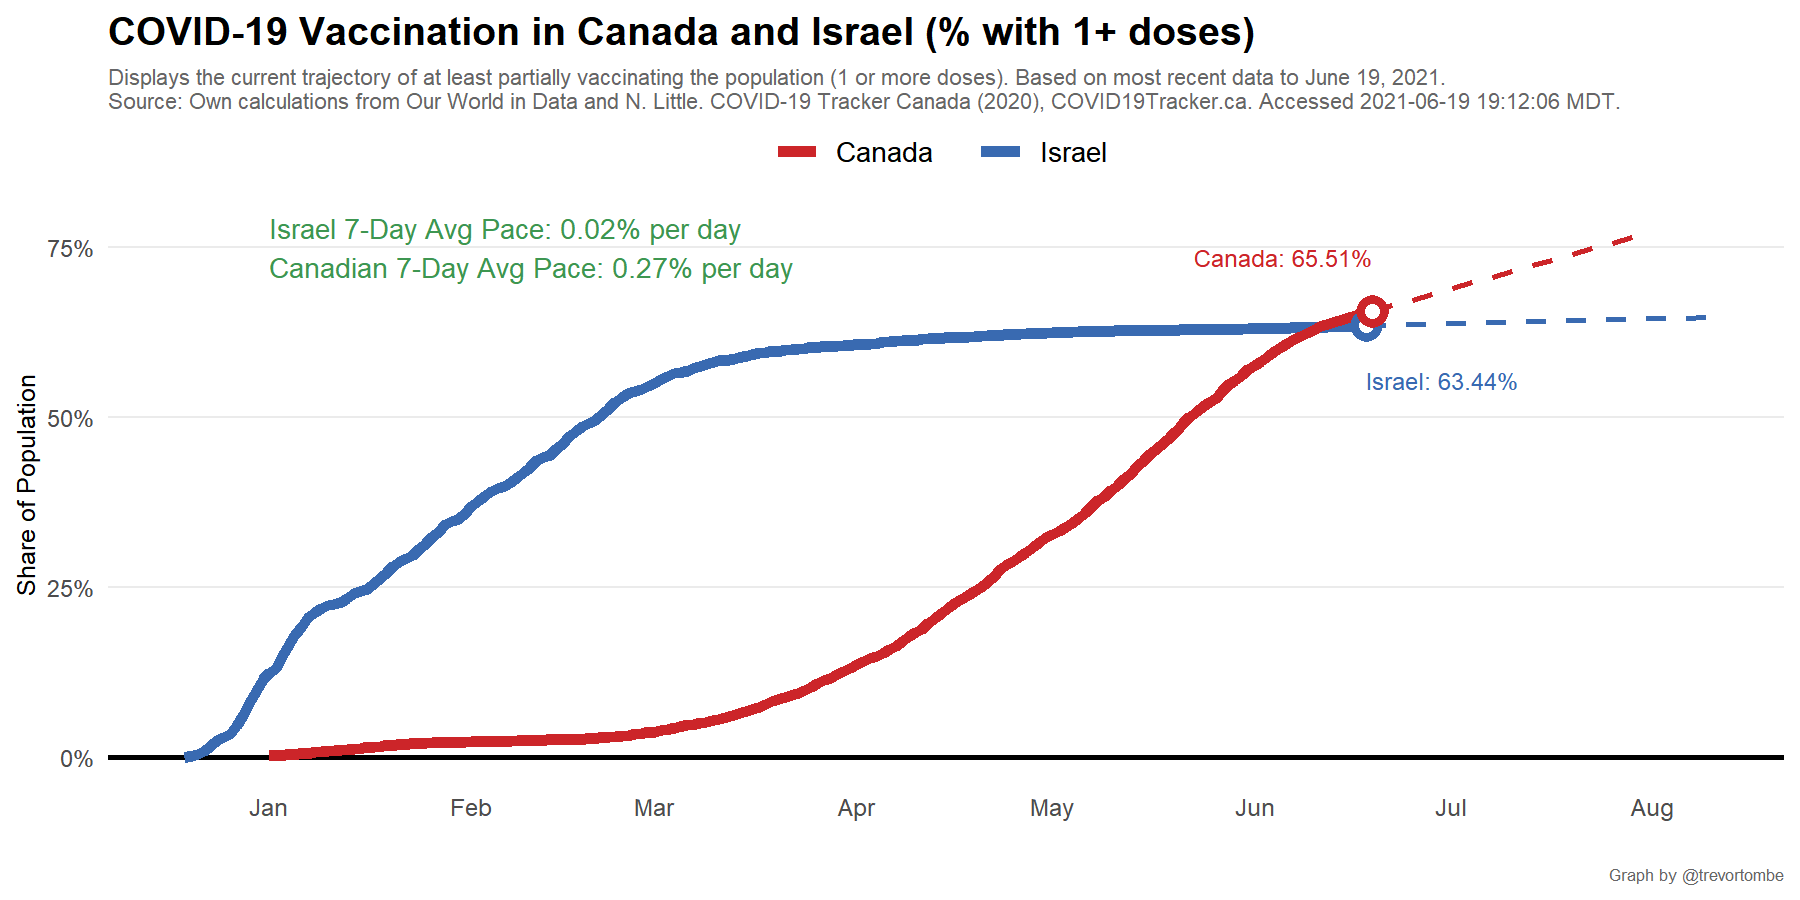 COVID-19 Vaccination in Canada and Israel (% with 1+ doses)
Displays the current trajectory of at least partially vaccinating the population (1 or more doses). Based on most recent data to June 19, 2021.
Source: Own calculations from Our World in Data and N. Little. COVID-19 Tracker Canada (2020), COVID19Tracker.ca. Accessed 2021-06-19 19:12:06 MDT.
Canada Israel
Israel 7-Day Avg Pace: 0.02% per day
Canadian 7-Day Avg Pace: 0.27% per day
Canada: 65.51%
Israel: 63.44%
Share of Population
75%
50%
25%
0%
Jan Feb Mar Apr May Jun Jul Aug
Graph by @trevortombe